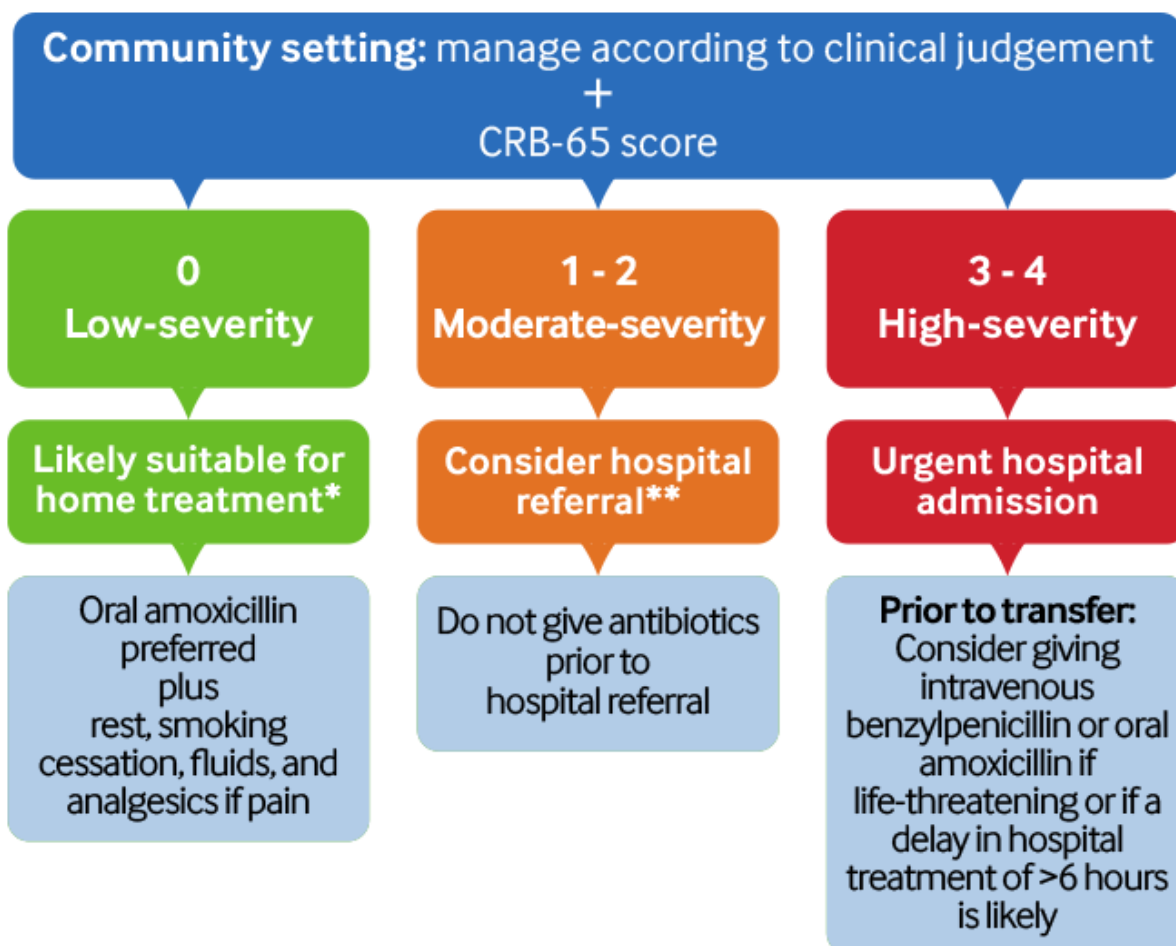 Community setting: manage according to clinical judgement
+
CRB-65 score
0
Low-severity
1 - 2
Moderate-severity
3 - 4
High-severity
Likely suitable for
home treatment*
Consider hospital
referral**
Urgent hospital
admission
Oral amoxicillin
preferred
plus
rest, smoking
cessation, fluids, and
analgesics if pain
Do not give antibiotics
prior to
hospital referral
Prior to transfer:
Consider giving
intravenous
benzylpenicillin or oral
amoxicillin if
life-threatening or if a
delay in hospital
treatment of >6 hours
is likely